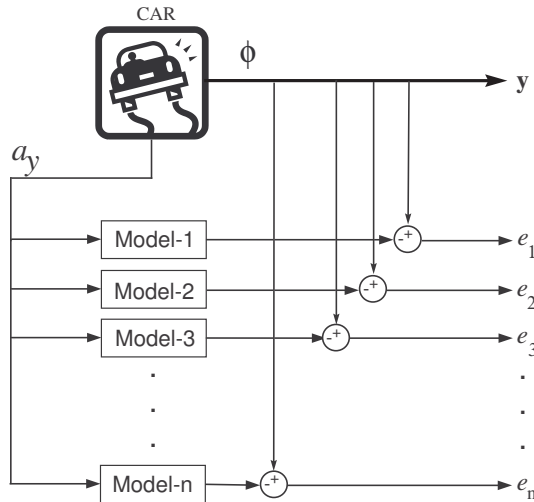 CAR
ϕ
y
a_y
Model-1
-+
e_1
Model-2
-+
e_2
Model-3
-+
e_3
Model-n
-+
e_n